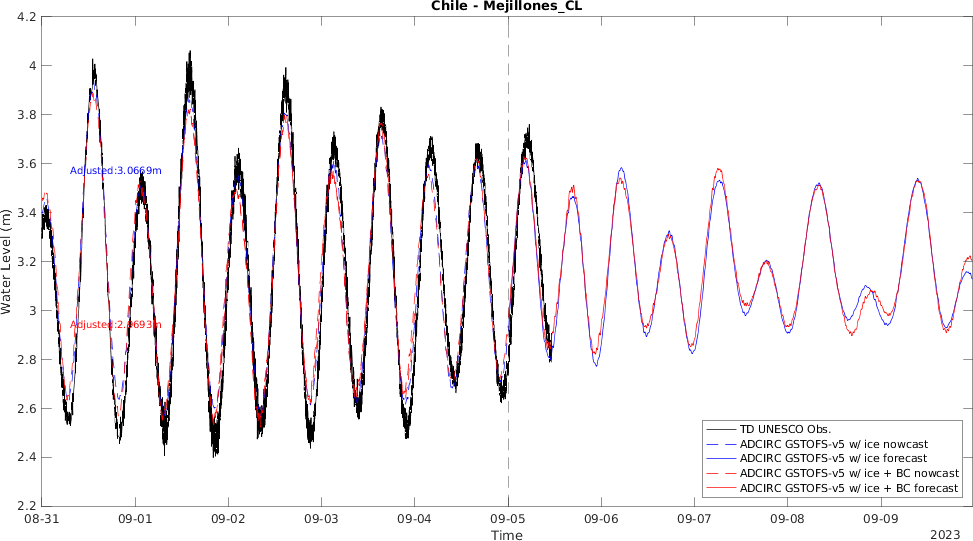 Chile - Mejillones_CL
4.2
4
3.8
3.6
3.4
3.2
3
2.8
2.6
2.4
2.2
Water Level (m)
Adjusted:3.0669m
Adjusted:2.0693m
TD UNESCO Obs.
ADCIRC GSTOFS-v5 w/ ice nowcast
ADCIRC GSTOFS-v5 w/ ice forecast
ADCIRC GSTOFS-v5 w/ ice + BC nowcast
ADCIRC GSTOFS-v5 w/ ice + BC forecast
08-31 09-01 09-02 09-03 09-04 09-05 09-06 09-07 09-08 09-09
Time
2023